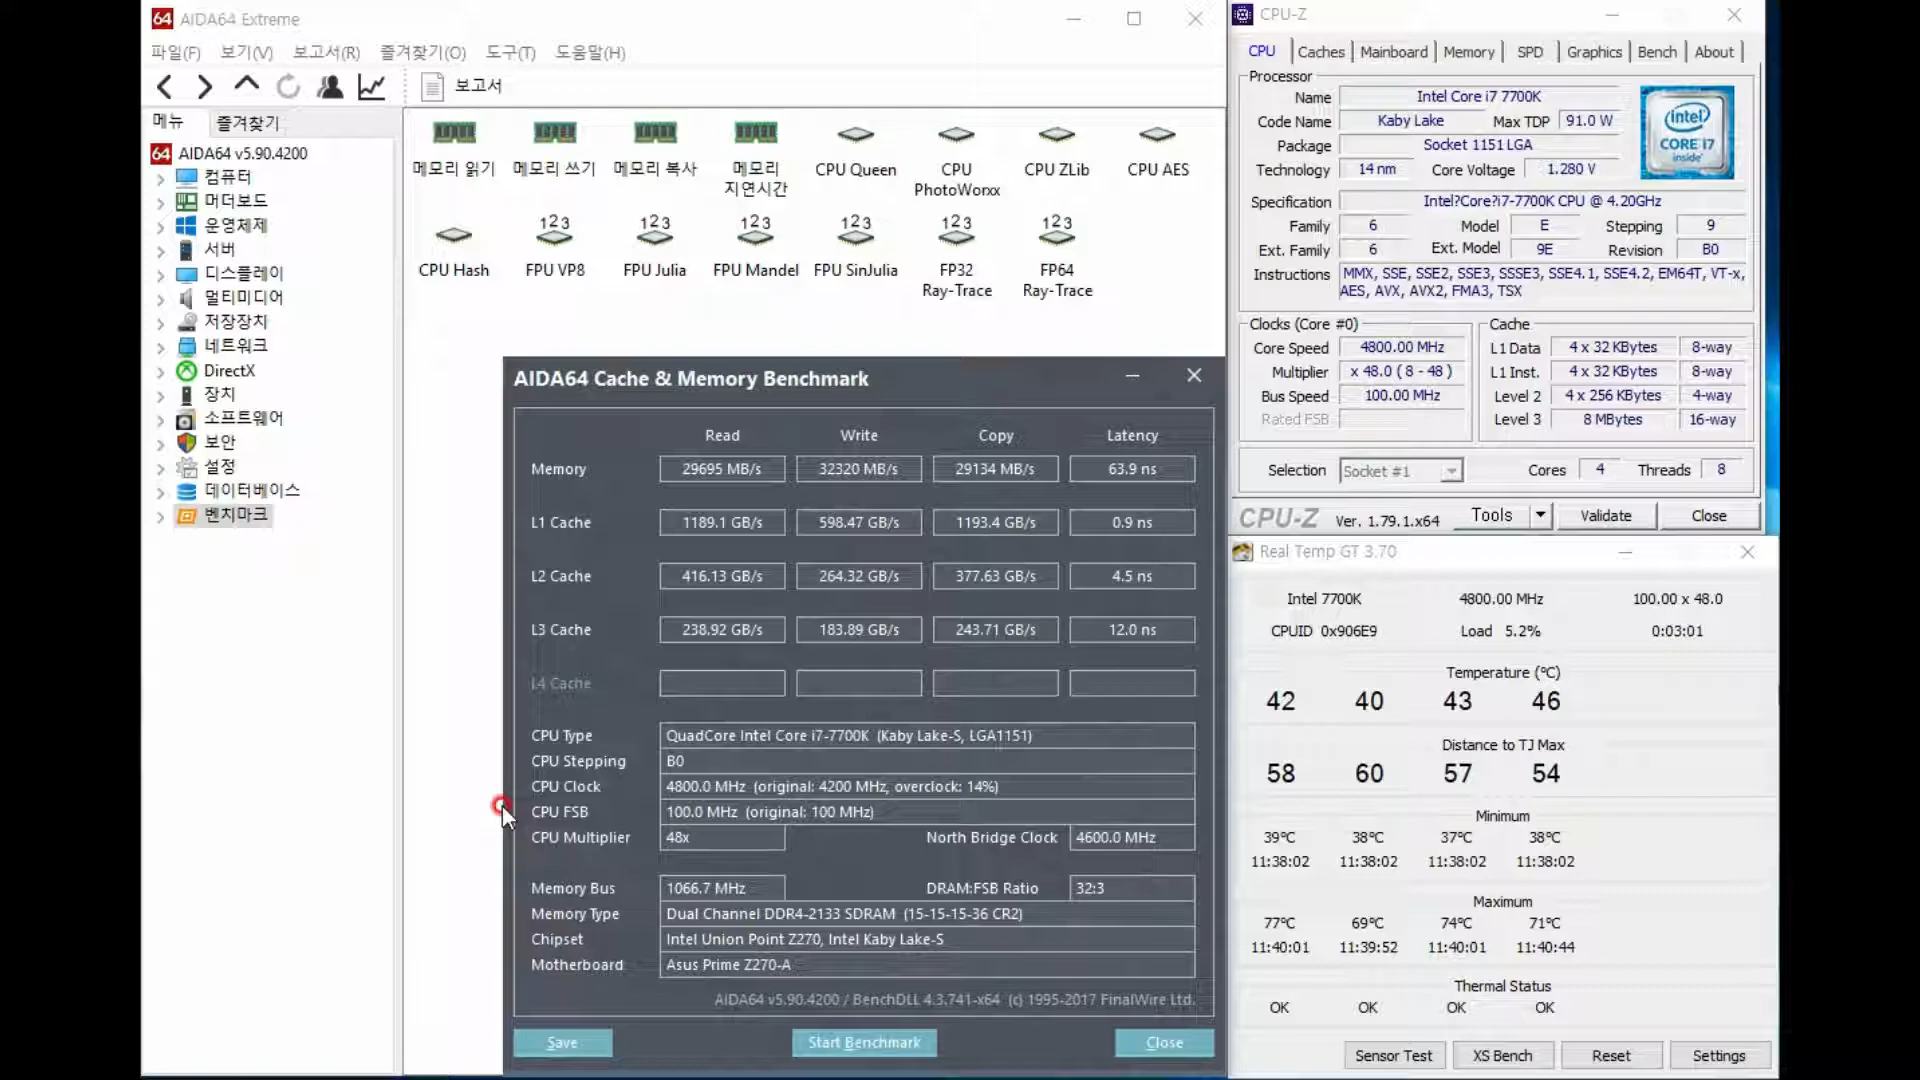 64 AIDA64 Extreme
파일(F) 보기(V) 보고서(R) 즐겨찾기(O) 도구(T) 도움말(H)
보고서
메뉴 즐겨찾기
64 AIDA64 v5.90.4200
컴퓨터
머더보드
운영체제
서버
디스플레이
멀티미디어
저장장치
네트워크
DirectX
장치
소프트웨어
보안
설정
데이터베이스
벤치마크
메모리 읽기 메모리 쓰기 메모리 복사 메모리 지연시간 CPU Queen CPU PhotoWorxx CPU ZLib CPU AES
123 123 123 123 123 123
CPU Hash FPU VP8 FPU Julia FPU Mandel FPU SinJulia FP32 Ray-Trace FP64 Ray-Trace
AIDA64 Cache & Memory Benchmark
Read Write Copy Latency
Memory 29695 MB/s 32320 MB/s 29134 MB/s 63.9 ns
L1 Cache 1189.1 GB/s 598.47 GB/s 1193.4 GB/s 0.9 ns
L2 Cache 416.13 GB/s 264.32 GB/s 377.63 GB/s 4.5 ns
L3 Cache 238.92 GB/s 183.89 GB/s 243.71 GB/s 12.0 ns
L4 Cache
CPU Type QuadCore Intel Core i7-7700K (Kaby Lake-S, LGA1151)
CPU Stepping B0
CPU Clock 4800.0 MHz (original: 4200 MHz, overclock: 14%)
CPU FSB 100.0 MHz (original: 100 MHz)
CPU Multiplier 48x North Bridge Clock 4600.0 MHz
Memory Bus 1066.7 MHz DRAM:FSB Ratio 32:3
Memory Type Dual Channel DDR4-2133 SDRAM (15-15-15-36 CR2)
Chipset Intel Union Point Z270, Intel Kaby Lake-S
Motherboard Asus Prime Z270-A
AIDA64 v5.90.4200 / BenchDLL 4.3.741-x64 (c) 1995-2017 FinalWire Ltd.
Save Start Benchmark Close
CPU-Z
CPU Caches Mainboard Memory SPD Graphics Bench About
Processor
Name Intel Core i7 7700K
Code Name Kaby Lake Max TDP 91.0 W
Package Socket 1151 LGA
Technology 14 nm Core Voltage 1.280 V
intel
CORE i7
inside
Specification Intel?Core?i7-7700K CPU @ 4.20GHz
Family 6 Model E Stepping 9
Ext. Family 6 Ext. Model 9E Revision B0
Instructions MMX, SSE, SSE2, SSE3, SSSE3, SSE4.1, SSE4.2, EM64T, VT-x,
AES, AVX, AVX2, FMA3, TSX
Clocks (Core #0) Cache
Core Speed 4800.00 MHz L1 Data 4 x 32 KBytes 8-way
Multiplier x 48.0 ( 8 - 48 ) L1 Inst. 4 x 32 KBytes 8-way
Bus Speed 100.00 MHz Level 2 4 x 256 KBytes 4-way
Rated FSB Level 3 8 MBytes 16-way
Selection Socket #1 Cores 4 Threads 8
CPU-Z Ver. 1.79.1.x64 Tools Validate Close
Real Temp GT 3.70
Intel 7700K 4800.00 MHz 100.00 x 48.0
CPUID 0x906E9 Load 5.2% 0:03:01
Temperature (°C)
42 40 43 46
Distance to TJ Max
58 60 57 54
Minimum
39°C 38°C 37°C 38°C
11:38:02 11:38:02 11:38:02 11:38:02
Maximum
77°C 69°C 74°C 71°C
11:40:01 11:39:52 11:40:01 11:40:44
Thermal Status
OK OK OK OK
Sensor Test XS Bench Reset Settings